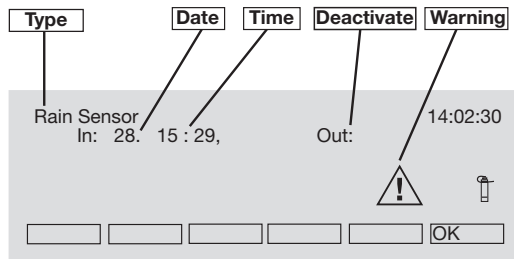 Type Date Time Deactivate Warning
Rain Sensor 14:02:30
In: 28. 15 : 29, Out:
!
OK